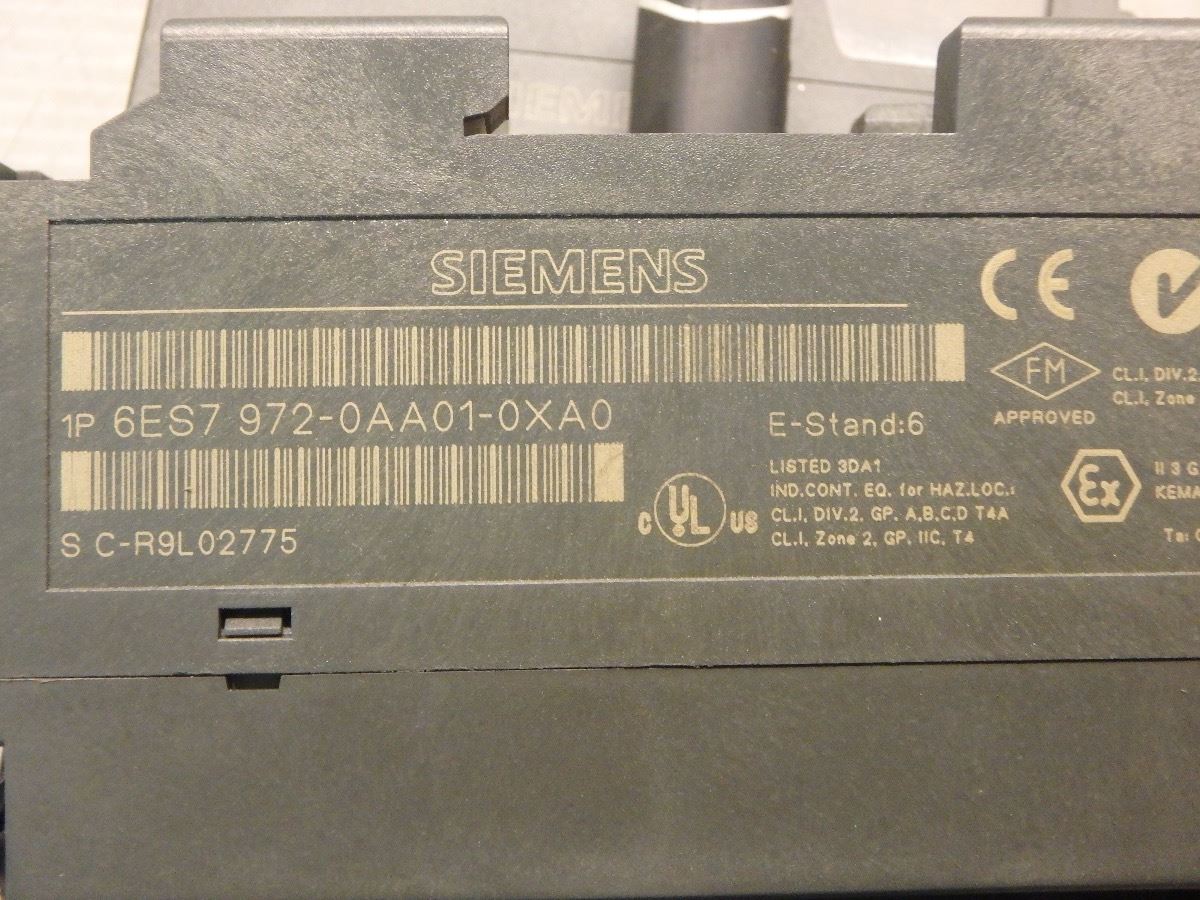 SIEMENS
SIEMENS
CE
FM
APPROVED
CL.I, DIV.2
CL.I, Zone
1P 6ES7 972-0AA01-0XA0
E-Stand:6
LISTED 3DA1
IND.CONT. EQ. for HAZ.LOC.:
CL.I, DIV.2, GP. A,B,C,D T4A
CL.I, Zone 2, GP. IIC, T4
C UL US
Ex
II 3 G
KEMA
Ta:
S C-R9L02775